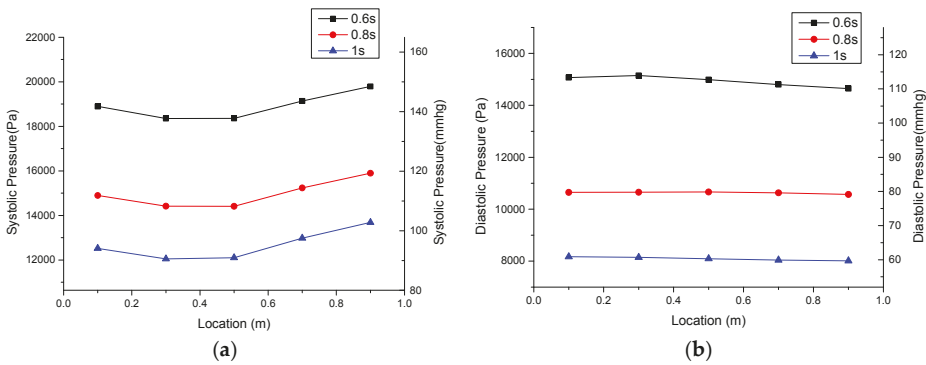 0.6s
0.8s
1s
22000
20000
18000
16000
14000
12000
160
140
120
100
80
0.0 0.2 0.4 0.6 0.8 1.0
Systolic Pressure(Pa)
Systolic Pressure(mmhg)
Location (m)
(a)
0.6s
0.8s
1s
16000
14000
12000
10000
8000
120
110
100
90
80
70
60
0.0 0.2 0.4 0.6 0.8 1.0
Diastolic Pressure (Pa)
Diastolic Pressure(mmhg)
Location (m)
(b)